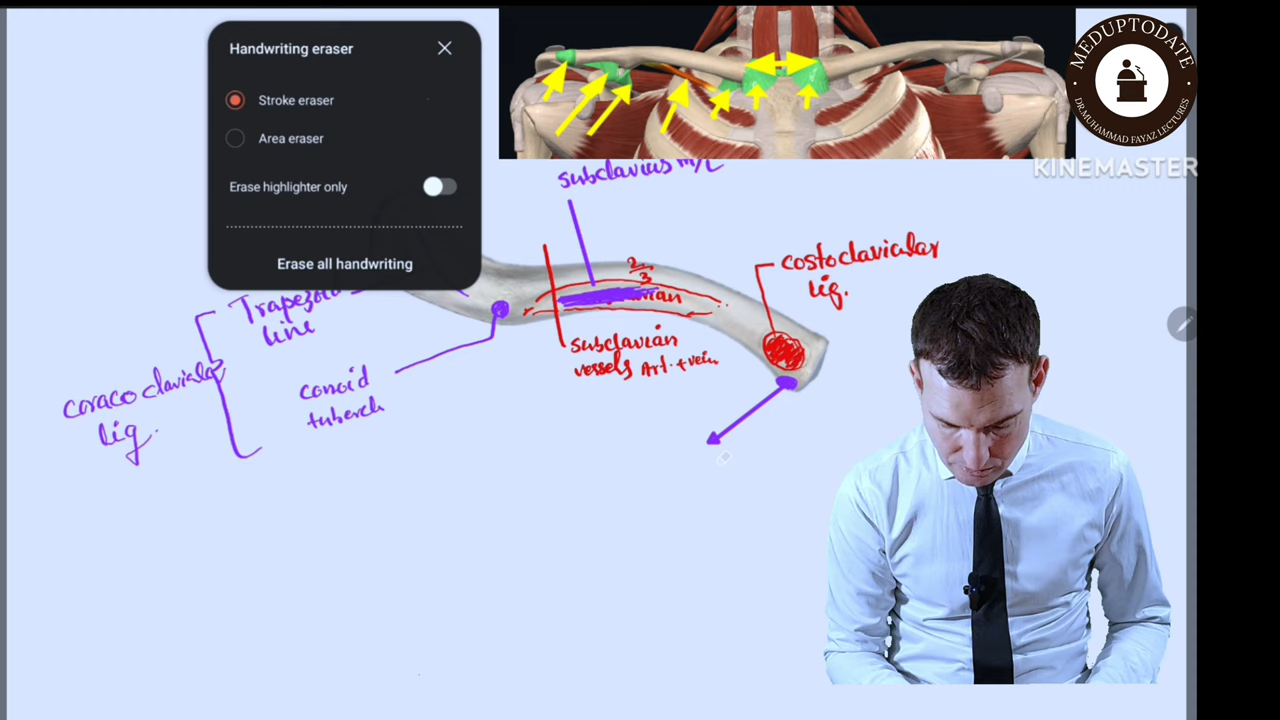 Handwriting eraser
Stroke eraser
Area eraser
Erase highlighter only
Erase all handwriting
MEDUPTODATE
DR.MUHAMMAD FAYAZ LECTURES
KINEMASTER
subclavius m/c
2/3
costoclavicular
lig.
Trapezoid
line
subclavian
vessels Art. + vein
conoid
tubercle
coraco clavicular
lig.